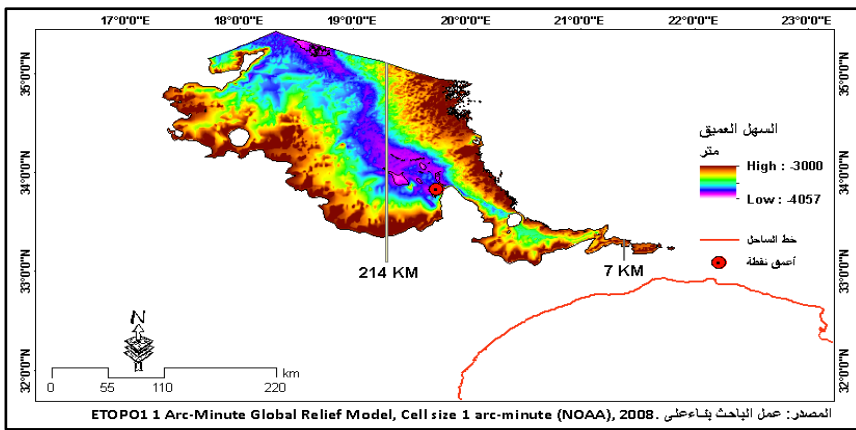 17°0'0"E 18°0'0"E 19°0'0"E 20°0'0"E 21°0'0"E 22°0'0"E 23°0'0"E
35°0'0"N
35°0'0"N
34°0'0"N
34°0'0"N
33°0'0"N
33°0'0"N
32°0'0"N
32°0'0"N
السهل العميق
متر
High : -3000
Low : -4057
خط الساحل
أعمق نقطة
214 KM
7 KM
N
km
0 55 110 220
المصدر: عمل الباحث بناءعلى ETOPO1 1 Arc-Minute Global Relief Model, Cell size 1 arc-minute (NOAA), 2008.